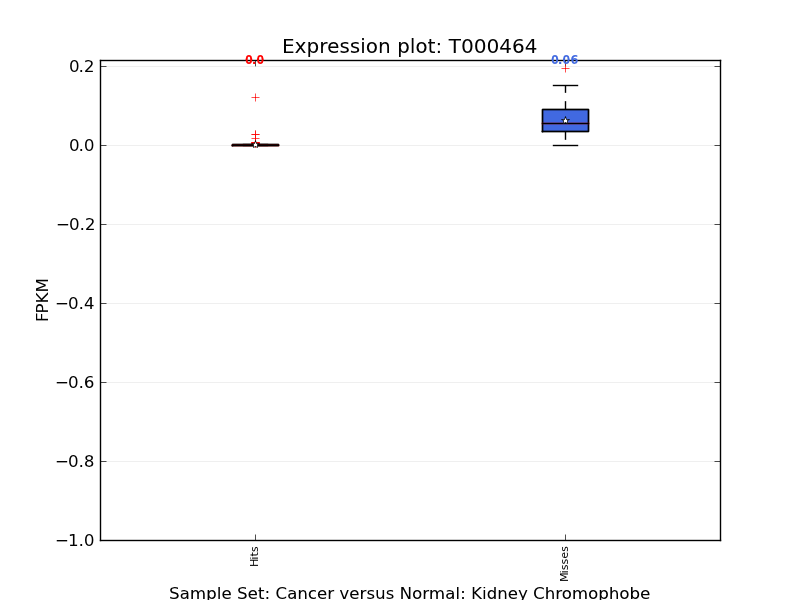 Expression plot: T000464
0.0
0.06
0.2
0.0
−0.2
−0.4
−0.6
−0.8
−1.0
FPKM
Hits
Misses
Sample Set: Cancer versus Normal: Kidney Chromophobe